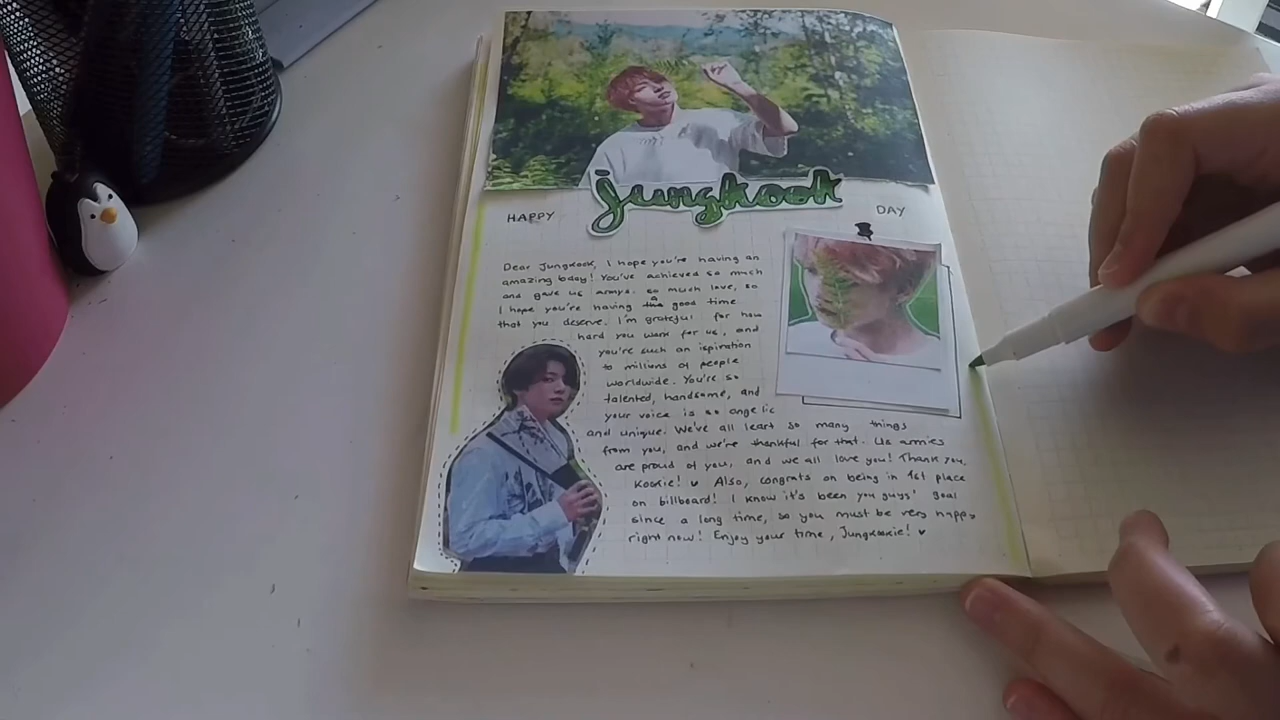 jungkook
HAPPY
DAY
Dear Jungkook, I hope you're having an
amazing bday! You've achieved so much
and gave us armys so much love, so
I hope you're having a good time
that you deserve. I'm grateful for how
hard you work for us, and
you're such an ispiration
to millions of people
worldwide. You're so
talented, handsome, and
your voice is so angelic
and unique. We've all leart so many things
from you, and we're thankful for that. Us armies
are proud of you, and we all love you! Thank you,
Kookie! Also, congrats on being in 1st place
on billboard! I know it's been you guys' goal
since a long time, so you must be very happy
right now! Enjoy your time, Jungkookie!